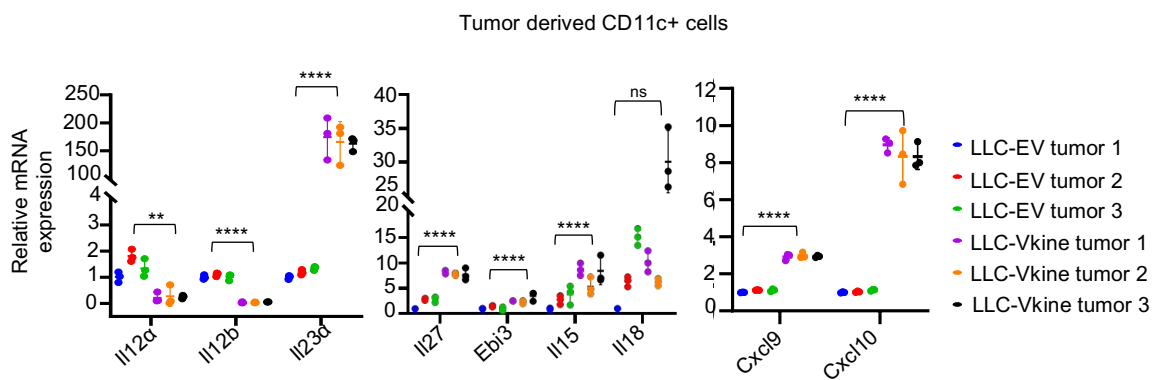 Tumor derived CD11c+ cells
Relative mRNA
expression
250
200
150
100
4
3
2
1
0
****
**
****
Il12a
Il12b
Il23a
40
35
30
25
20
15
10
5
0
ns
****
****
****
Il27
Ebi3
Il15
Il18
12
10
8
6
4
2
0
****
****
Cxcl9
Cxcl10
LLC-EV tumor 1
LLC-EV tumor 2
LLC-EV tumor 3
LLC-Vkine tumor 1
LLC-Vkine tumor 2
LLC-Vkine tumor 3